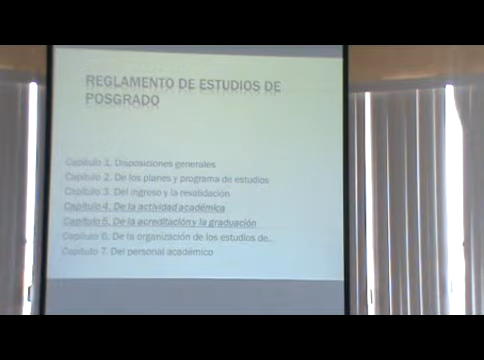 REGLAMENTO DE ESTUDIOS DE
POSGRADO
Capítulo 1. Disposiciones generales
Capítulo 2. De los planes y programa de estudios
Capítulo 3. Del ingreso y la revalidación
Capítulo 4. De la actividad académica
Capítulo 5. De la acreditación y la graduación
Capítulo 6. De la organización de los estudios de..
Capítulo 7. Del personal académico